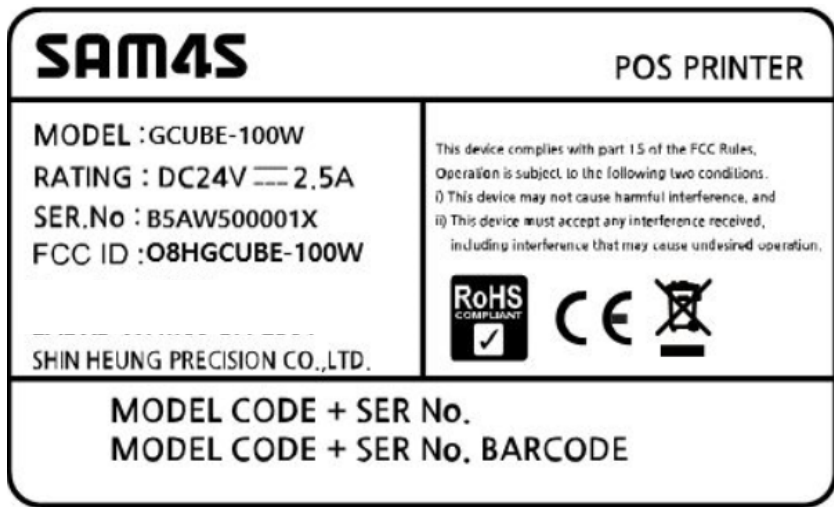 SAM4S
POS PRINTER
MODEL : GCUBE-100W
RATING : DC24V ⎓ 2.5A
SER.No : B5AW500001X
FCC ID : O8HGCUBE-100W
SHIN HEUNG PRECISION CO.,LTD.
This device complies with part 15 of the FCC Rules,
Operation is subject to the following two conditions.
i) This device may not cause harmful interference, and
ii) This device must accept any interference received,
including interference that may cause undesired operation.
RoHS
COMPLIANT
CE
MODEL CODE + SER No.
MODEL CODE + SER No. BARCODE